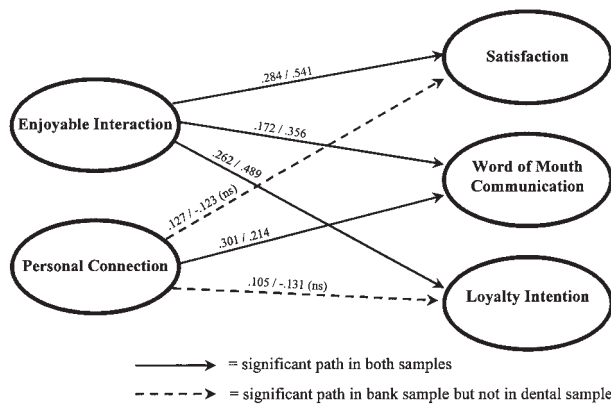 Satisfaction
.284 / .541
Enjoyable Interaction
.172 / .356
Word of Mouth
Communication
.262 / .489
.127 / -.123 (ns)
.301 / .214
Personal Connection
.105 / -.131 (ns)
Loyalty Intention
= significant path in both samples
= significant path in bank sample but not in dental sample